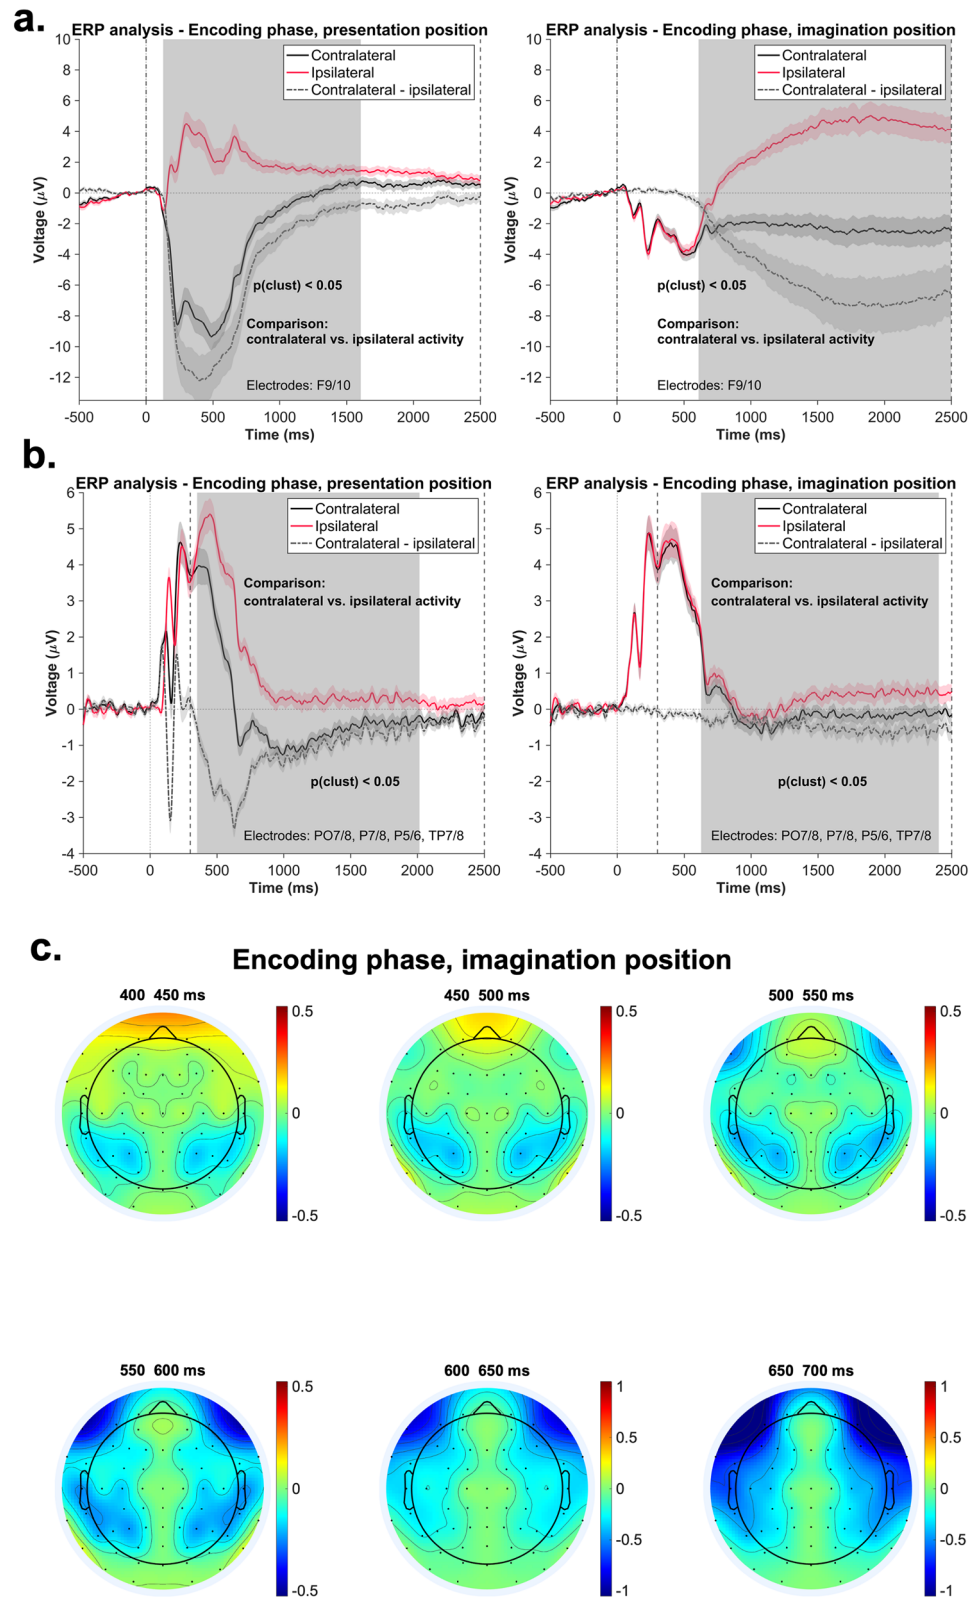 a.
ERP analysis - Encoding phase, presentation position
Contralateral
Ipsilateral
Contralateral - ipsilateral
10
8
6
4
2
0
-2
-4
-6
-8
-10
-12
Voltage (μV)
p(clust) < 0.05
Comparison:
contralateral vs. ipsilateral activity
Electrodes: F9/10
-500 0 500 1000 1500 2000 2500
Time (ms)
ERP analysis - Encoding phase, imagination position
Contralateral
Ipsilateral
Contralateral - ipsilateral
10
8
6
4
2
0
-2
-4
-6
-8
-10
-12
Voltage (μV)
p(clust) < 0.05
Comparison:
contralateral vs. ipsilateral activity
Electrodes: F9/10
-500 0 500 1000 1500 2000 2500
Time (ms)
b.
ERP analysis - Encoding phase, presentation position
Contralateral
Ipsilateral
Contralateral - ipsilateral
6
5
4
3
2
1
0
-1
-2
-3
-4
Voltage (μV)
Comparison:
contralateral vs. ipsilateral activity
p(clust) < 0.05
Electrodes: PO7/8, P7/8, P5/6, TP7/8
-500 0 500 1000 1500 2000 2500
Time (ms)
ERP analysis - Encoding phase, imagination position
Contralateral
Ipsilateral
Contralateral - ipsilateral
6
5
4
3
2
1
0
-1
-2
-3
-4
Voltage (μV)
Comparison:
contralateral vs. ipsilateral activity
p(clust) < 0.05
Electrodes: PO7/8, P7/8, P5/6, TP7/8
-500 0 500 1000 1500 2000 2500
Time (ms)
c.
Encoding phase, imagination position
400 450 ms
0.5
0
-0.5
450 500 ms
0.5
0
-0.5
500 550 ms
0.5
0
-0.5
550 600 ms
0.5
0
-0.5
600 650 ms
1
0.5
0
-0.5
-1
650 700 ms
1
0.5
0
-0.5
-1